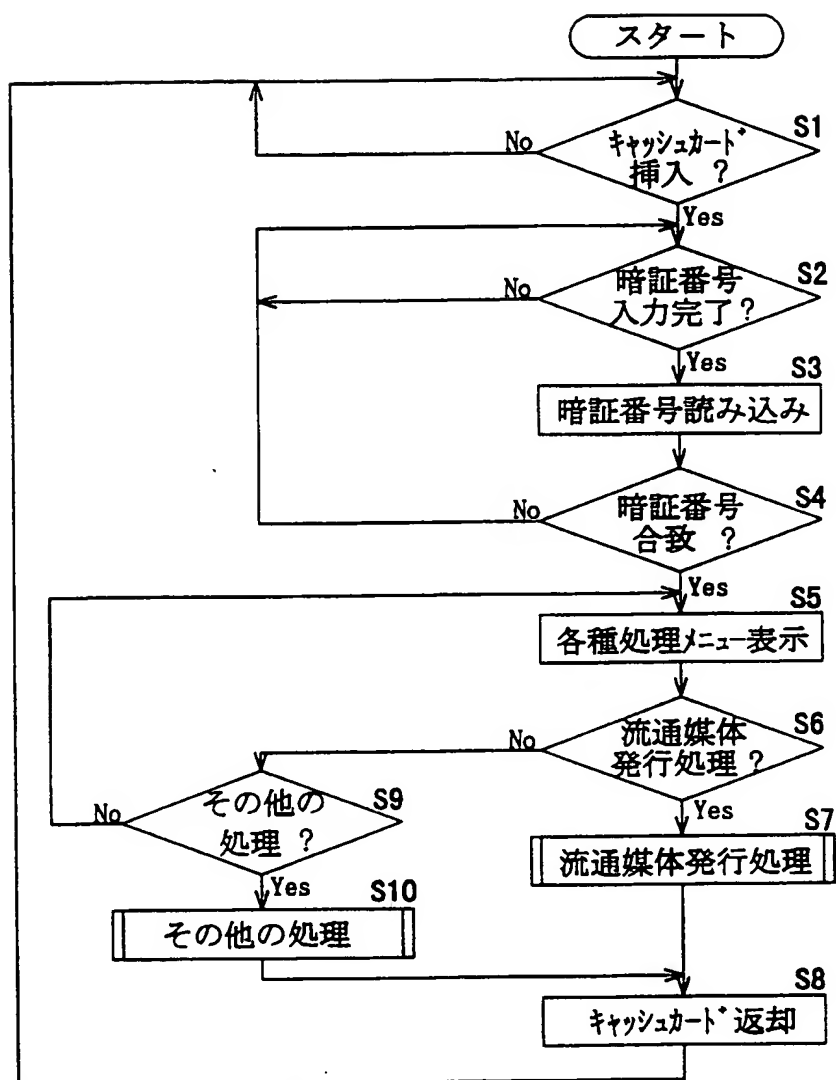 スタート
S1
No
キャッシュカード
挿入 ?
Yes
S2
No
暗証番号
入力完了?
Yes
S3
暗証番号読み込み
S4
No
暗証番号
合致 ?
Yes
S5
各種処理メニュー表示
S6
No
流通媒体
発行処理?
Yes
S9
No
その他の
処理 ?
Yes
S7
流通媒体発行処理
S10
その他の処理
S8
キャッシュカード返却